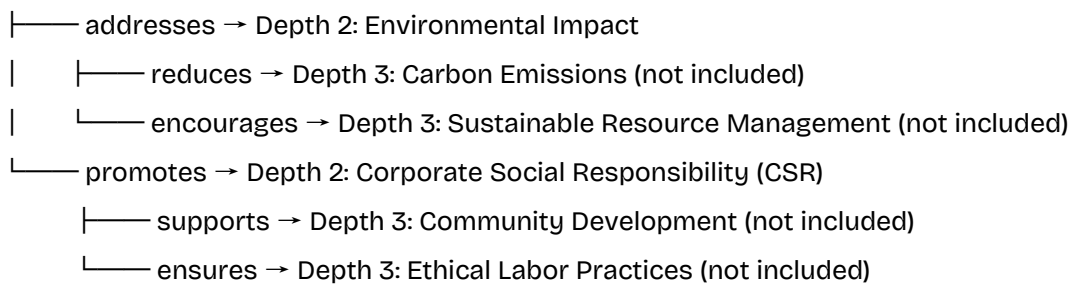 ├── addresses → Depth 2: Environmental Impact
│   ├── reduces → Depth 3: Carbon Emissions (not included)
│   └── encourages → Depth 3: Sustainable Resource Management (not included)
└── promotes → Depth 2: Corporate Social Responsibility (CSR)
    ├── supports → Depth 3: Community Development (not included)
    └── ensures → Depth 3: Ethical Labor Practices (not included)